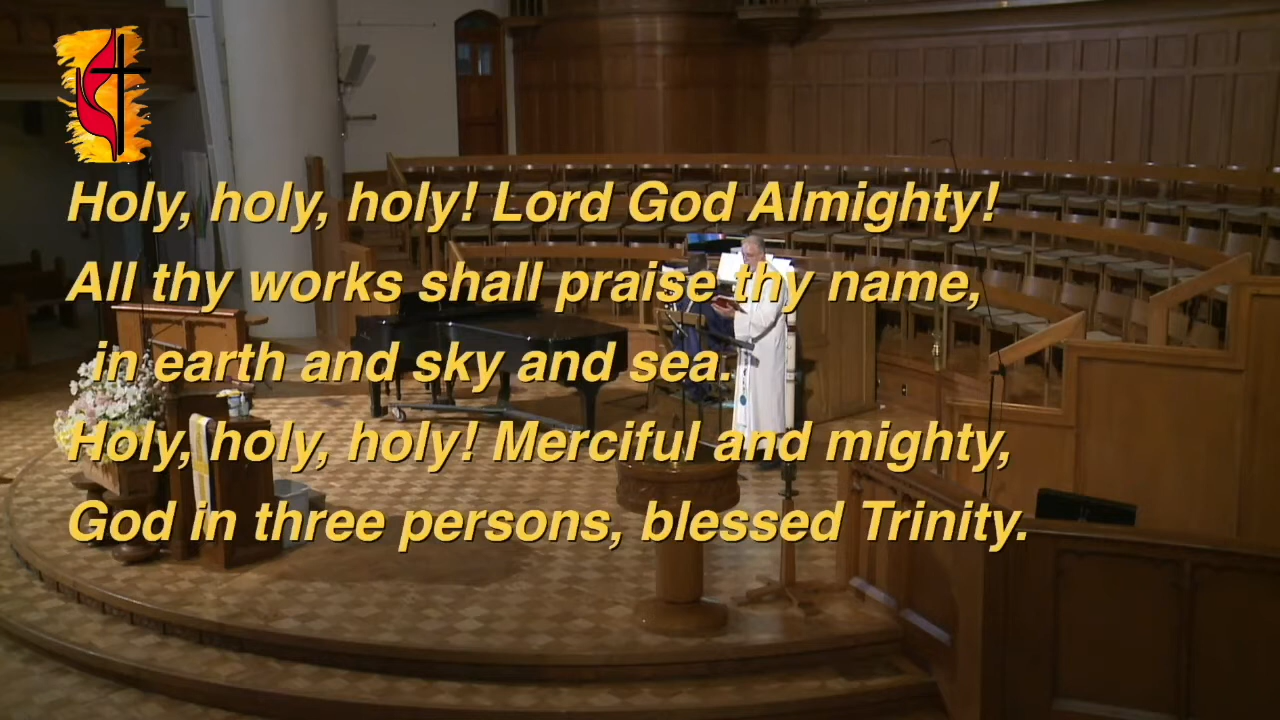 Holy, holy, holy! Lord God Almighty!
All thy works shall praise thy name,
in earth and sky and sea.
Holy, holy, holy! Merciful and mighty,
God in three persons, blessed Trinity.